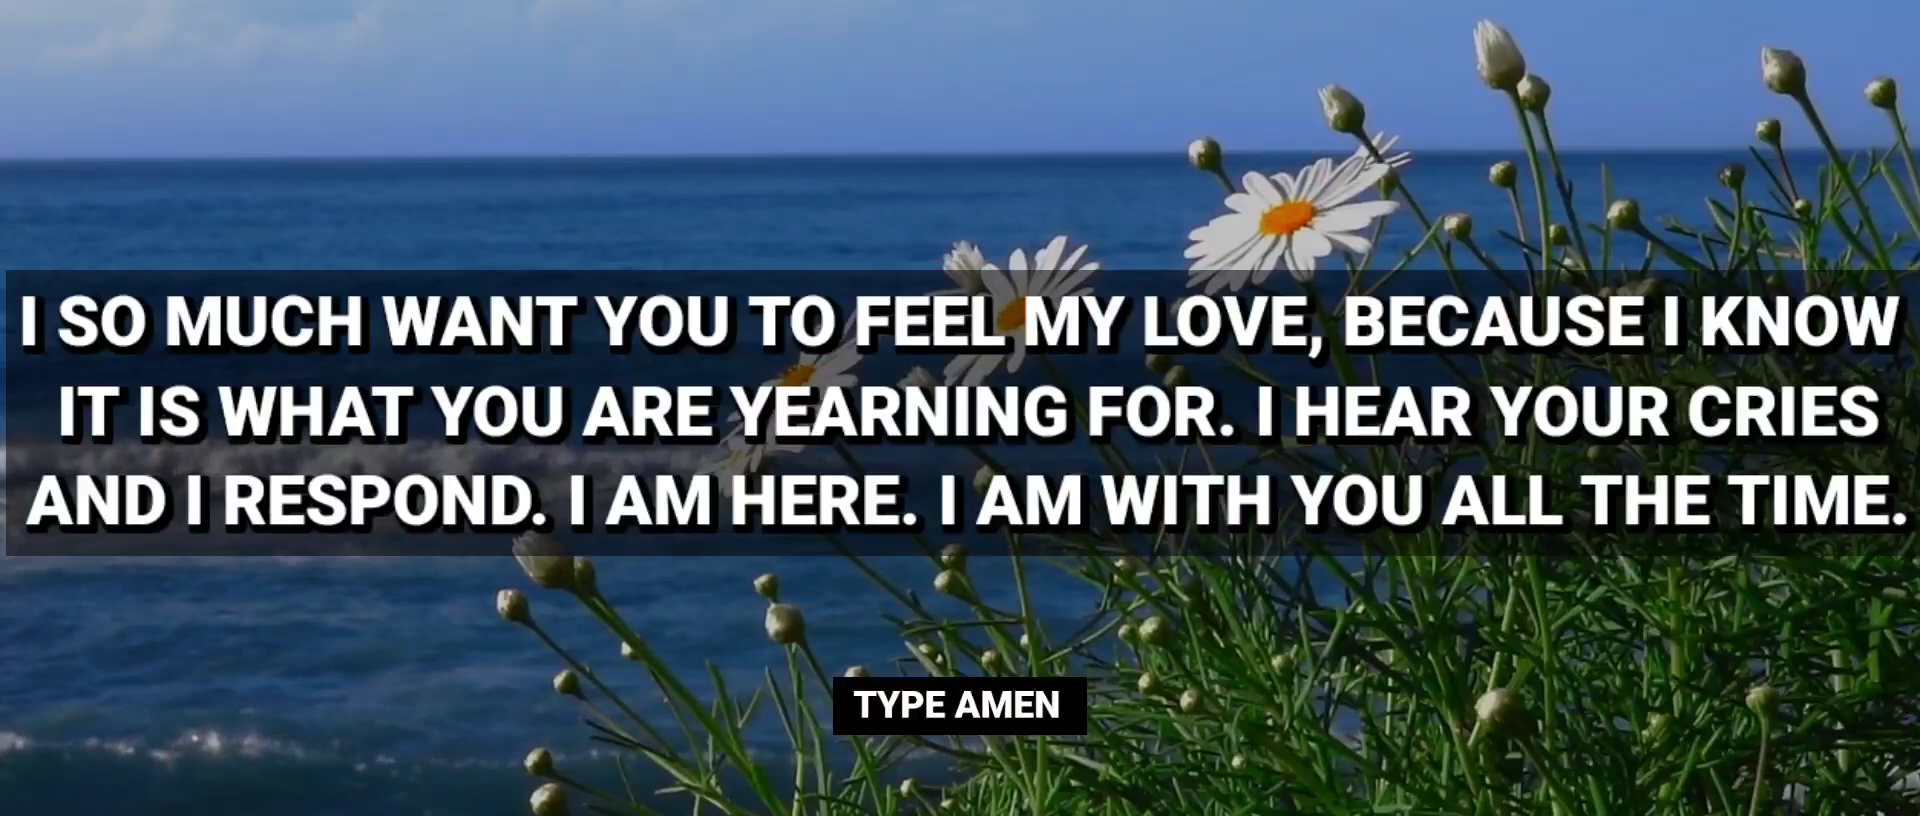 I SO MUCH WANT YOU TO FEEL MY LOVE, BECAUSE I KNOW
IT IS WHAT YOU ARE YEARNING FOR. I HEAR YOUR CRIES
AND I RESPOND. I AM HERE. I AM WITH YOU ALL THE TIME.
TYPE AMEN